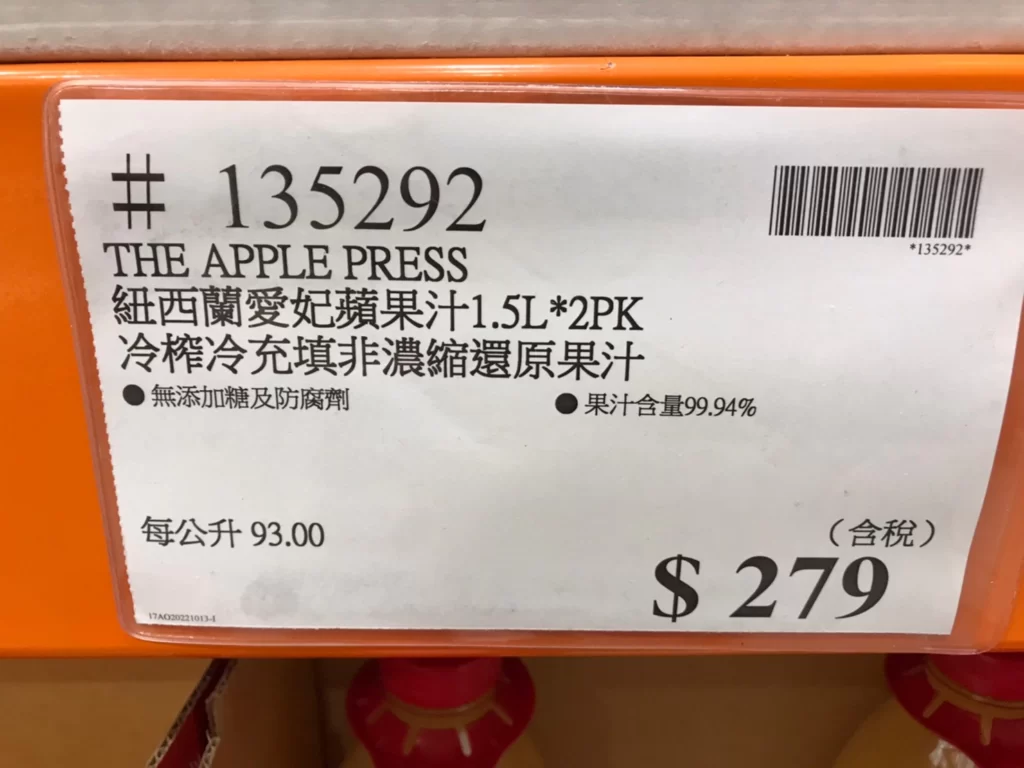 # 135292
*135292*
THE APPLE PRESS
紐西蘭愛妃蘋果汁1.5L*2PK
冷榨冷充填非濃縮還原果汁
●無添加糖及防腐劑 ●果汁含量99.94%
每公升 93.00
（含稅）
$ 279
17AO20221013-1